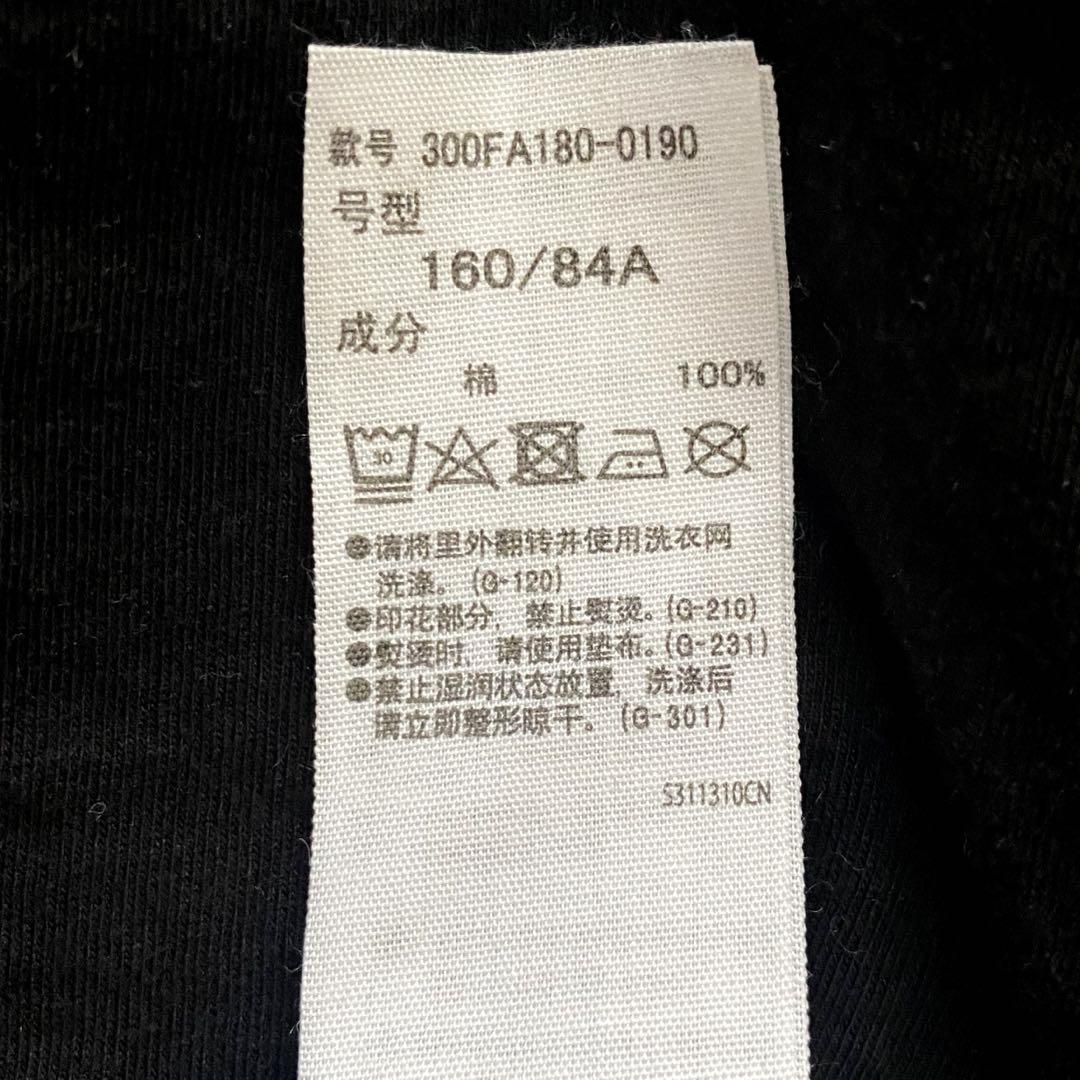 款号 300FA180-0190
号型
160/84A
成分
棉 100%
30
●请将里外翻转并使用洗衣网
洗涤。(G-120)
●印花部分，禁止熨烫。(G-210)
●熨烫时，请使用垫布。(G-231)
●禁止湿润状态放置，洗涤后
请立即整形晾干。(G-301)
S311310CN